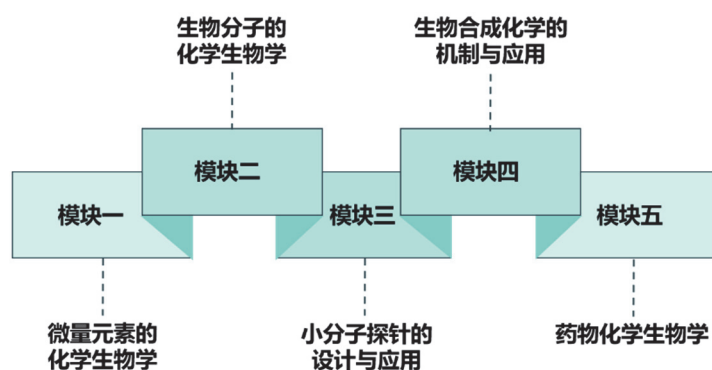 生物分子的
化学生物学
生物合成化学的
机制与应用
模块一
模块二
模块三
模块四
模块五
微量元素的
化学生物学
小分子探针的
设计与应用
药物化学生物学